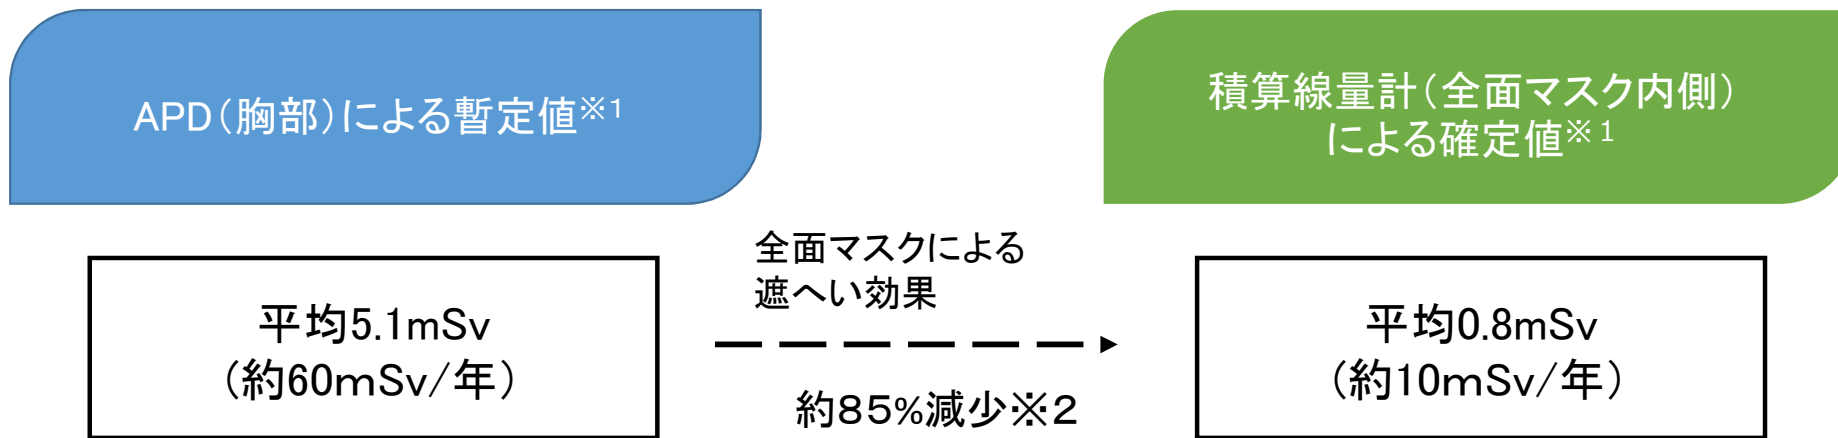 APD(胸部)による暫定値※1
積算線量計(全面マスク内側)
による確定値※1
平均5.1mSv
(約60mSv/年)
全面マスクによる
遮へい効果
約85%減少※2
平均0.8mSv
(約10mSv/年)